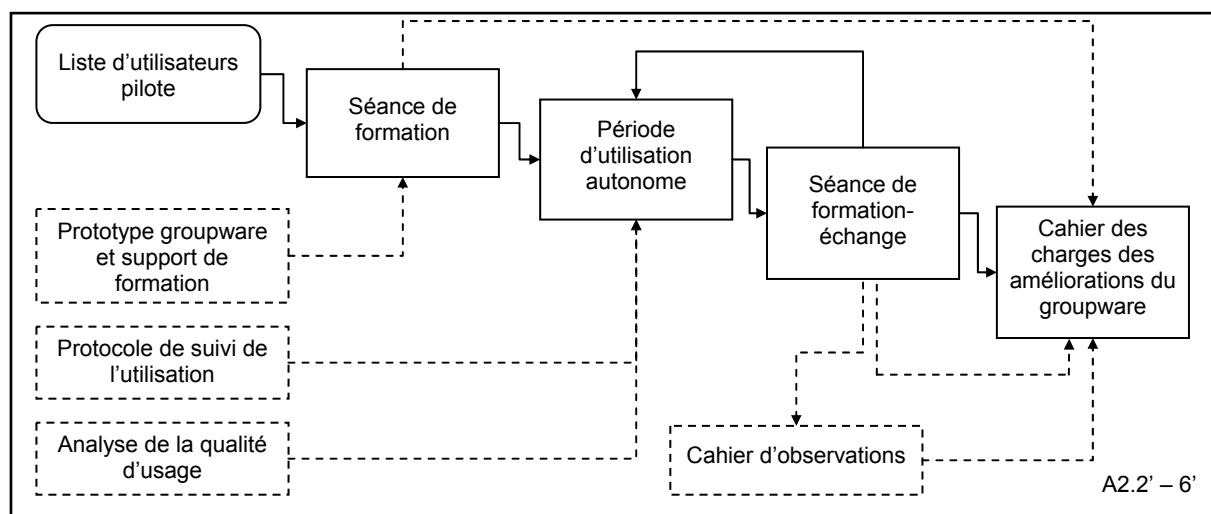 Liste d’utilisateurs
pilote
Séance de
formation
Période
d’utilisation
autonome
Séance de
formation-
échange
Cahier des
charges des
améliorations du
groupware
Prototype groupware
et support de
formation
Protocole de suivi de
l’utilisation
Analyse de la qualité
d’usage
Cahier d’observations
A2.2’ – 6’